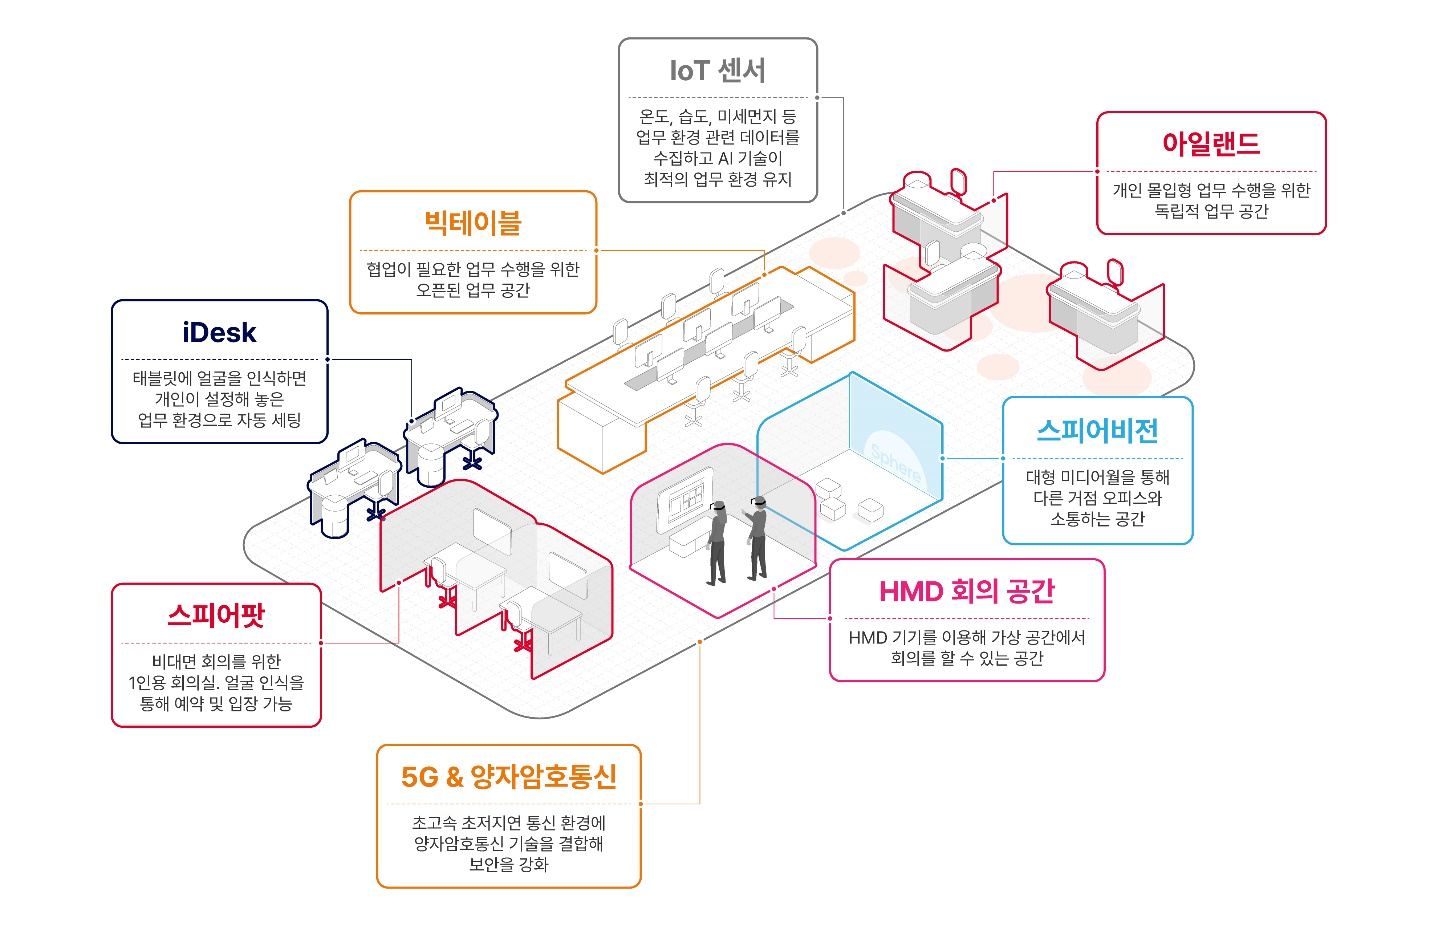 IoT 센서
온도, 습도, 미세먼지 등
업무 환경 관련 데이터를
수집하고 AI 기술이
최적의 업무 환경 유지
아일랜드
개인 몰입형 업무 수행을 위한
독립적 업무 공간
빅테이블
협업이 필요한 업무 수행을 위한
오픈된 업무 공간
iDesk
태블릿에 얼굴을 인식하면
개인이 설정해 놓은
업무 환경으로 자동 세팅
스피어비전
대형 미디어월을 통해
다른 거점 오피스와
소통하는 공간
Sphere
HMD 회의 공간
HMD 기기를 이용해 가상 공간에서
회의를 할 수 있는 공간
스피어팟
비대면 회의를 위한
1인용 회의실. 얼굴 인식을
통해 예약 및 입장 가능
5G & 양자암호통신
초고속 초저지연 통신 환경에
양자암호통신 기술을 결합해
보안을 강화